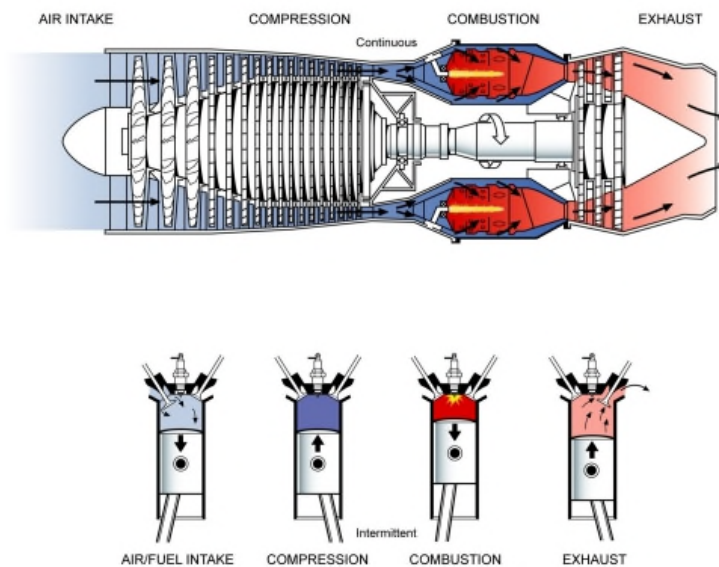 AIR INTAKE COMPRESSION COMBUSTION EXHAUST
Continuous
Intermittent
AIR/FUEL INTAKE COMPRESSION COMBUSTION EXHAUST